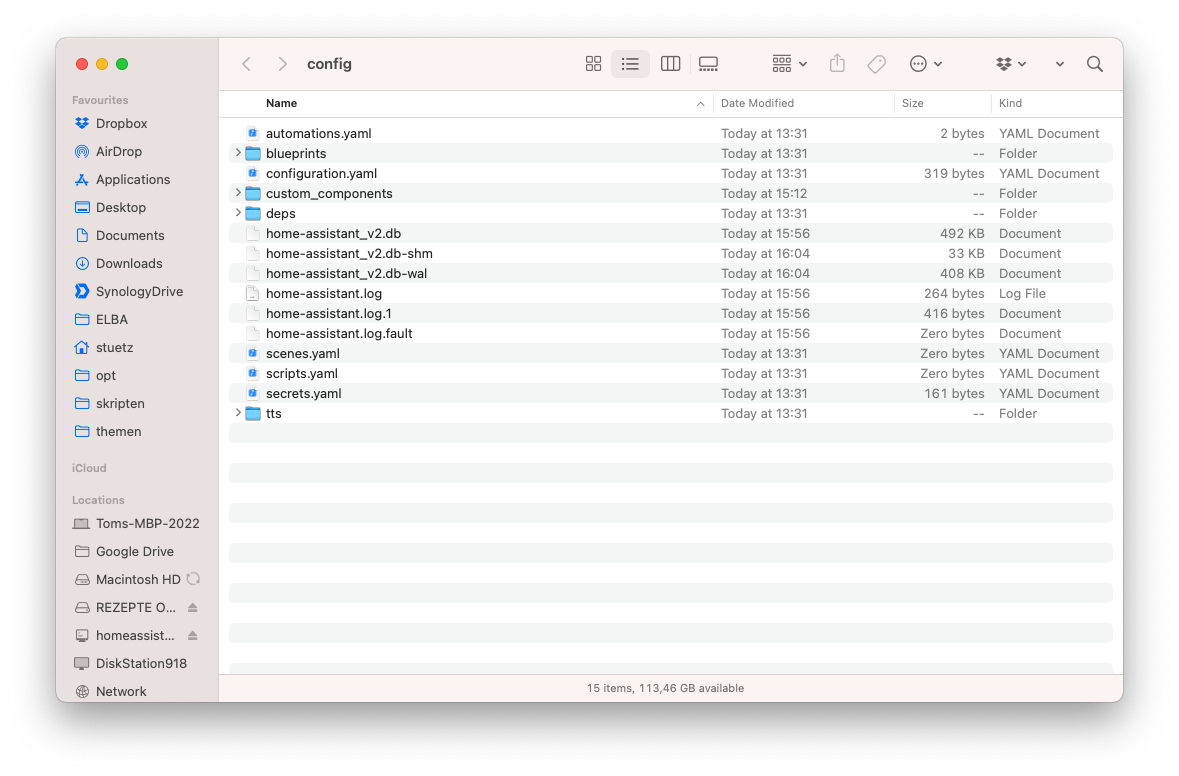 config
Favourites
Dropbox
AirDrop
Applications
Desktop
Documents
Downloads
SynologyDrive
ELBA
stuetz
opt
skripten
themen
iCloud
Locations
Toms-MBP-2022
Google Drive
Macintosh HD
REZEPTE O...
homeassist...
DiskStation918
Network
Name Date Modified Size Kind
automations.yaml Today at 13:31 2 bytes YAML Document
blueprints Today at 13:31 -- Folder
configuration.yaml Today at 13:31 319 bytes YAML Document
custom_components Today at 15:12 -- Folder
deps Today at 13:31 -- Folder
home-assistant_v2.db Today at 15:56 492 KB Document
home-assistant_v2.db-shm Today at 16:04 33 KB Document
home-assistant_v2.db-wal Today at 16:04 408 KB Document
home-assistant.log Today at 15:56 264 bytes Log File
home-assistant.log.1 Today at 15:56 416 bytes Document
home-assistant.log.fault Today at 15:56 Zero bytes Document
scenes.yaml Today at 13:31 Zero bytes YAML Document
scripts.yaml Today at 13:31 Zero bytes YAML Document
secrets.yaml Today at 13:31 161 bytes YAML Document
tts Today at 13:31 -- Folder
15 items, 113,46 GB available